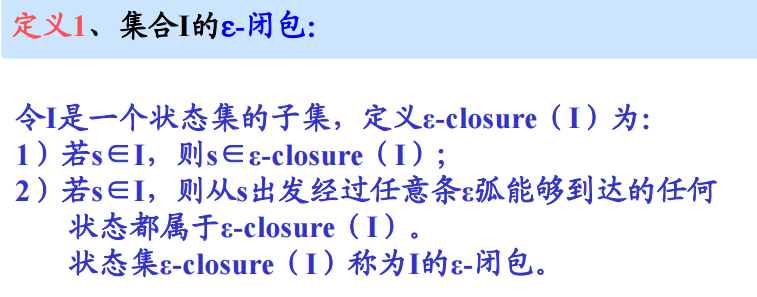 定义1、集合I的ε-闭包：
令I是一个状态集的子集，定义ε-closure（I）为：
1）若s∈I，则s∈ε-closure（I）；
2）若s∈I，则从s出发经过任意条ε弧能够到达的任何
状态都属于ε-closure（I）。
状态集ε-closure（I）称为I的ε-闭包。